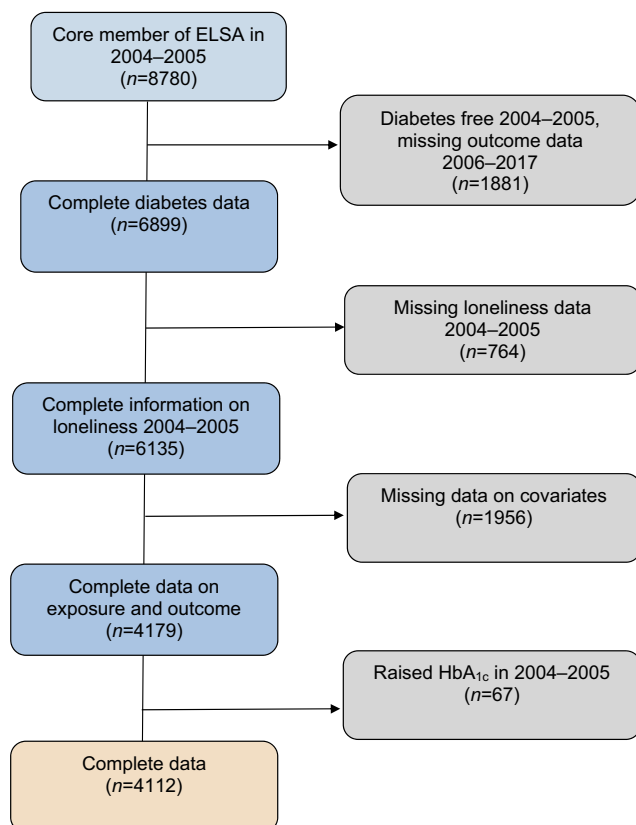 Core member of ELSA in
2004–2005
(n=8780)
Diabetes free 2004–2005,
missing outcome data
2006–2017
(n=1881)
Complete diabetes data
(n=6899)
Missing loneliness data
2004–2005
(n=764)
Complete information on
loneliness 2004–2005
(n=6135)
Missing data on covariates
(n=1956)
Complete data on
exposure and outcome
(n=4179)
Raised HbA1c in 2004–2005
(n=67)
Complete data
(n=4112)